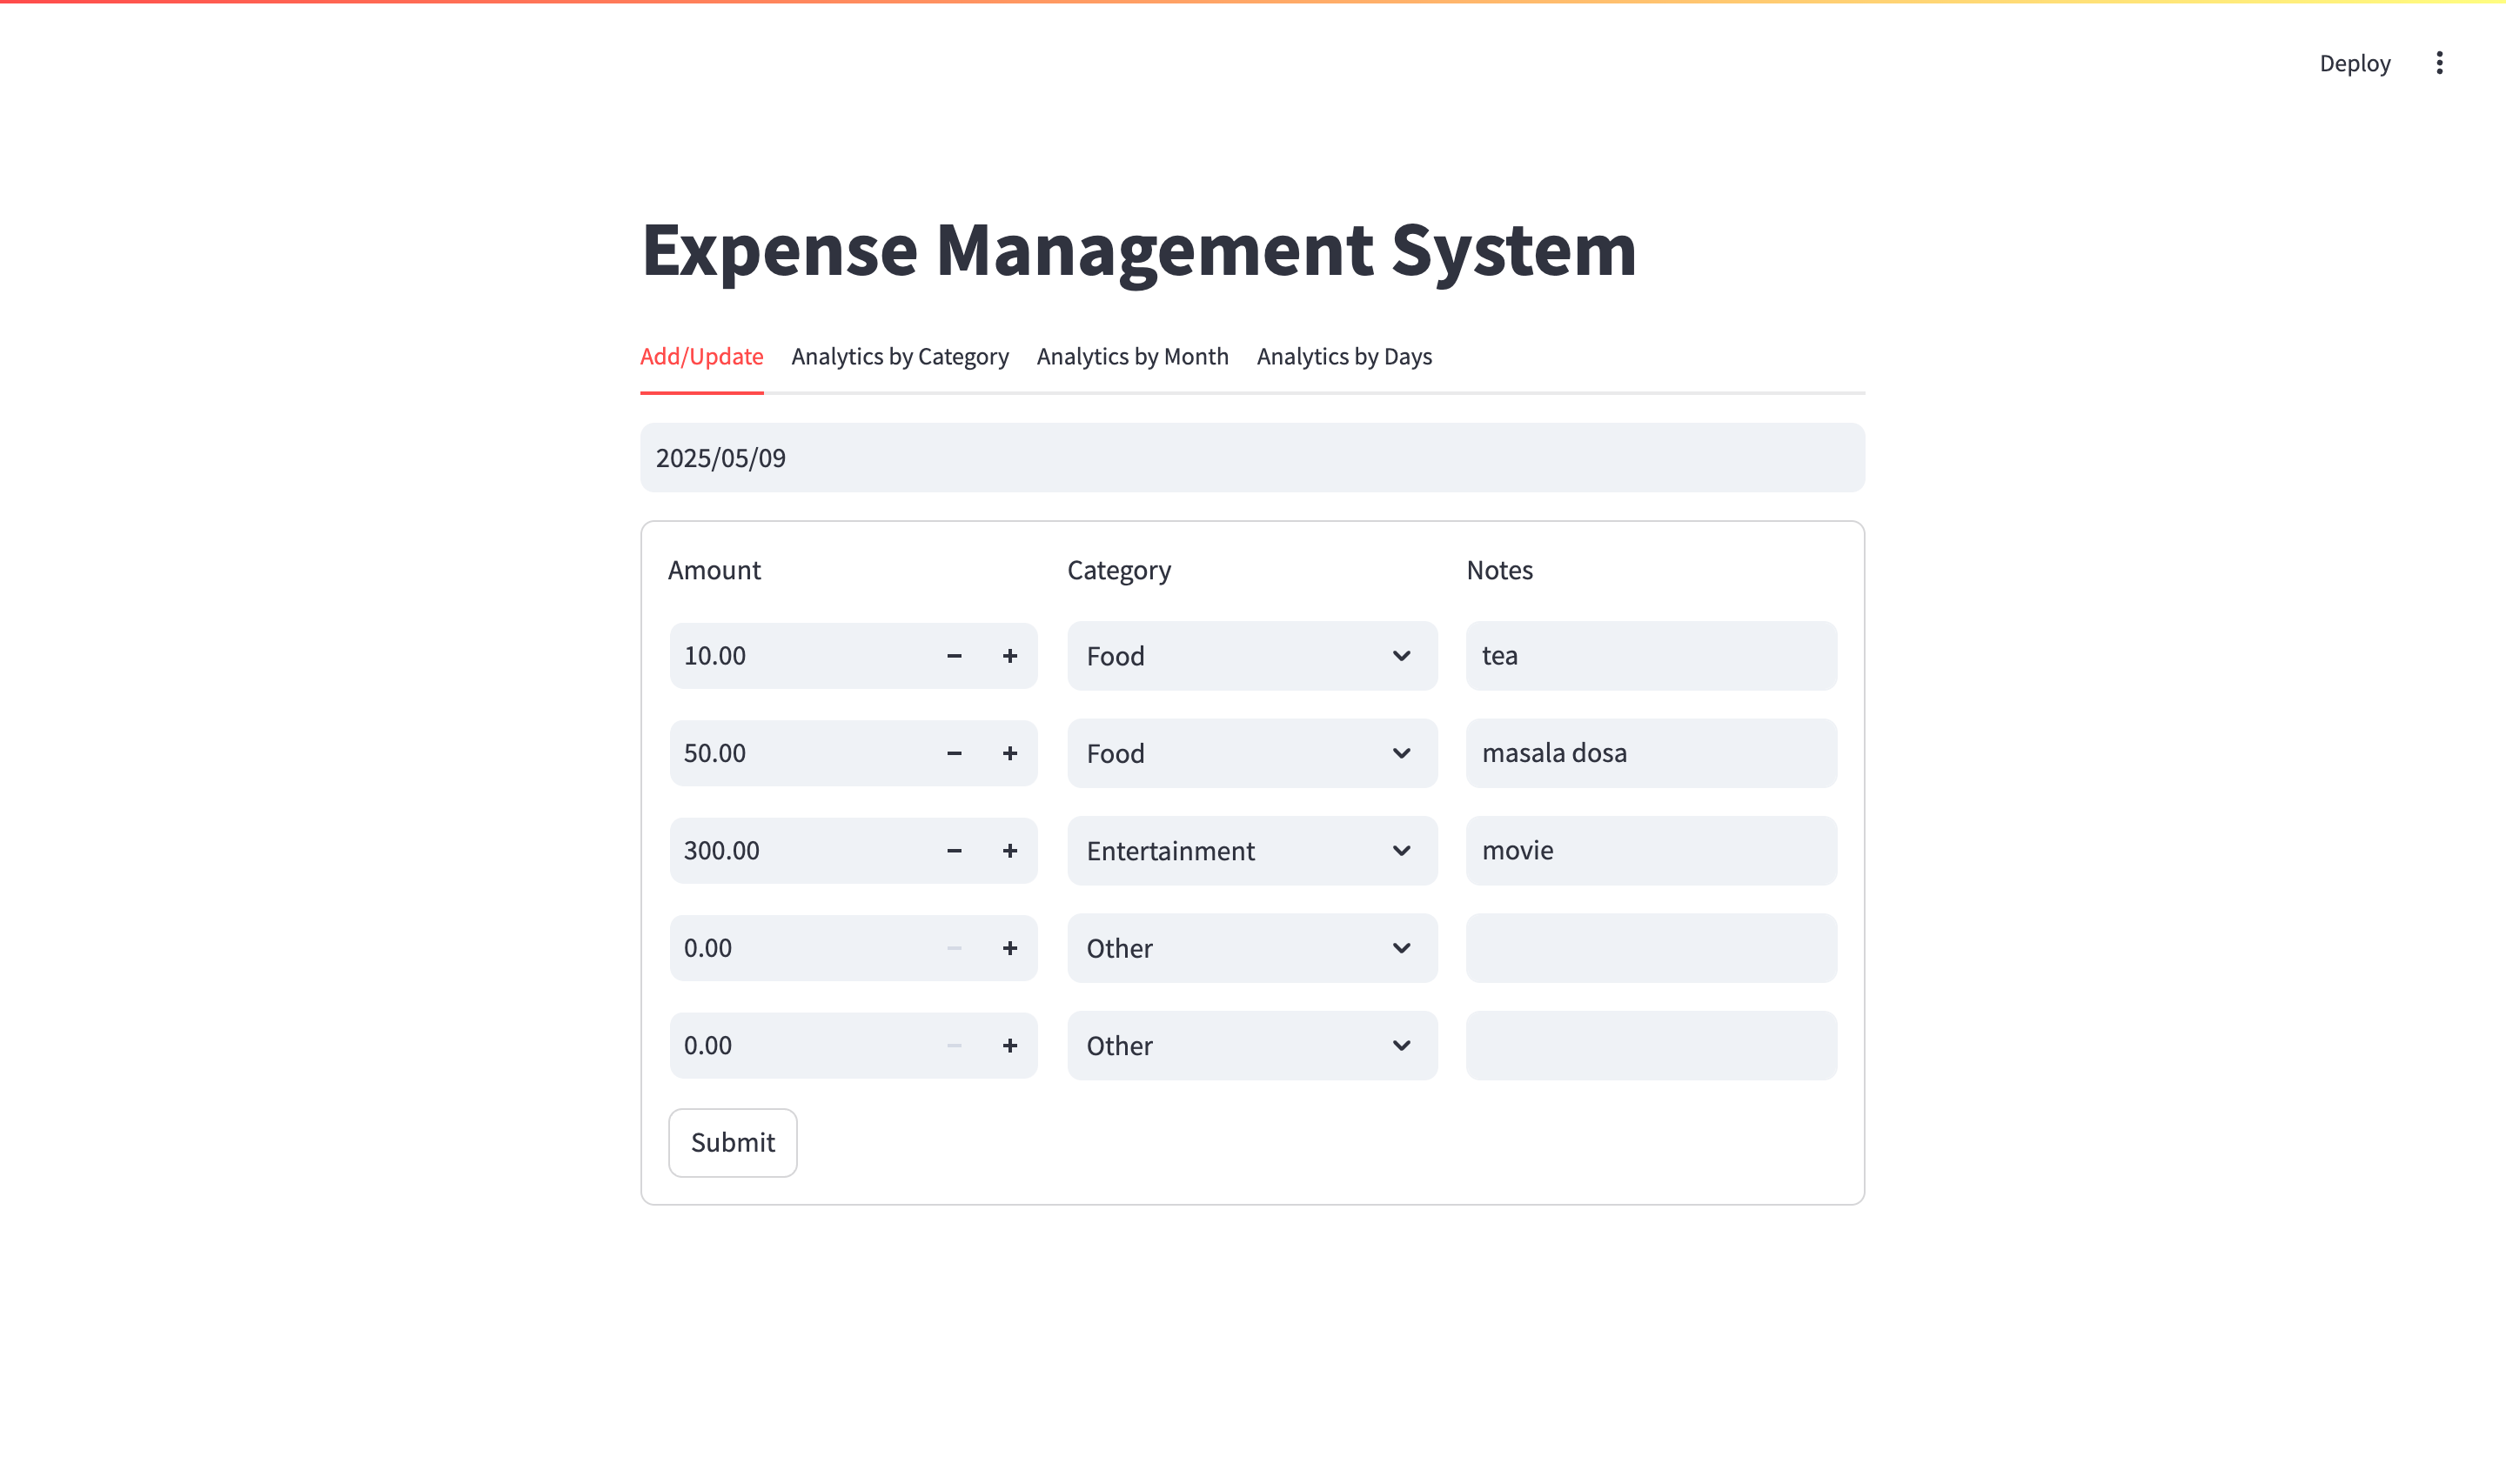 Deploy
Expense Management System
Add/Update Analytics by Category Analytics by Month Analytics by Days
2025/05/09
Amount Category Notes
10.00 − + Food tea
50.00 − + Food masala dosa
300.00 − + Entertainment movie
0.00 − + Other
0.00 − + Other
Submit